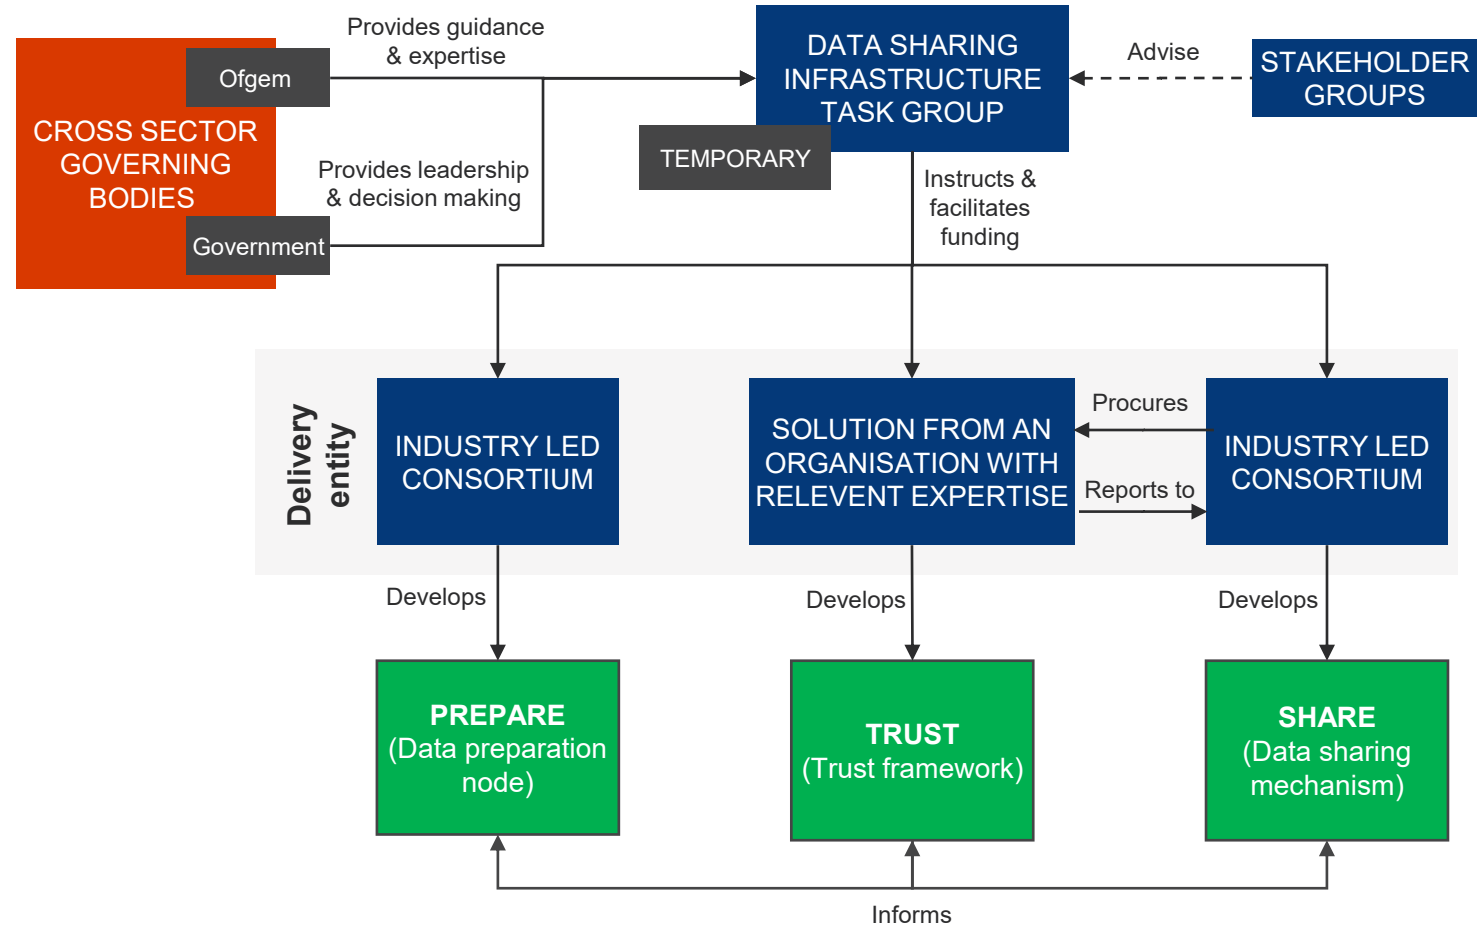 Provides guidance
& expertise
Ofgem
CROSS SECTOR
GOVERNING
BODIES
Provides leadership
& decision making
Government
DATA SHARING
INFRASTRUCTURE
TASK GROUP
TEMPORARY
Advise
STAKEHOLDER
GROUPS
Instructs &
facilitates
funding
Delivery
entity
INDUSTRY LED
CONSORTIUM
SOLUTION FROM AN
ORGANISATION WITH
RELEVENT EXPERTISE
Procures
Reports to
INDUSTRY LED
CONSORTIUM
Develops
Develops
Develops
PREPARE
(Data preparation
node)
TRUST
(Trust framework)
SHARE
(Data sharing
mechanism)
Informs